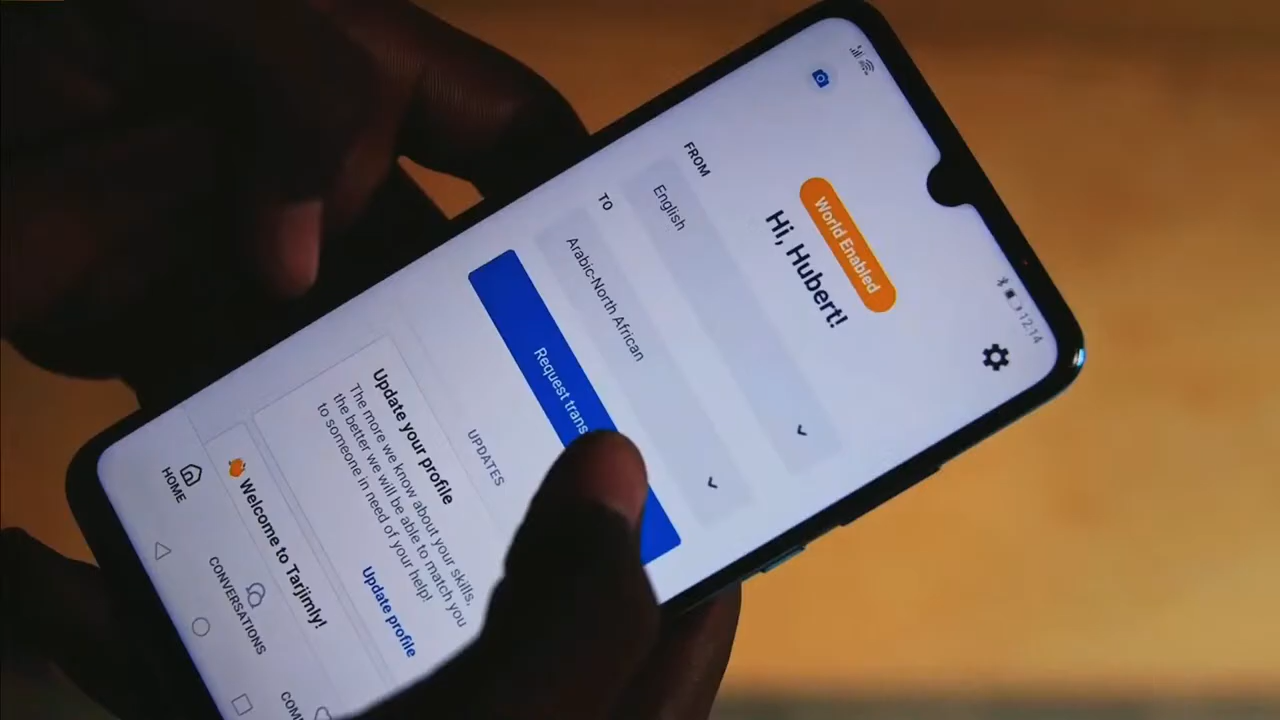 12:14
World Enabled
Hi, Hubert!
FROM
English
TO
Arabic-North African
Request
UPDATES
Update your profile
The more we know about your skills,
the better we will be able to match you
to someone in need of your help!
Update profile
Welcome to Tarjimly!
HOME
CONVERSATIONS